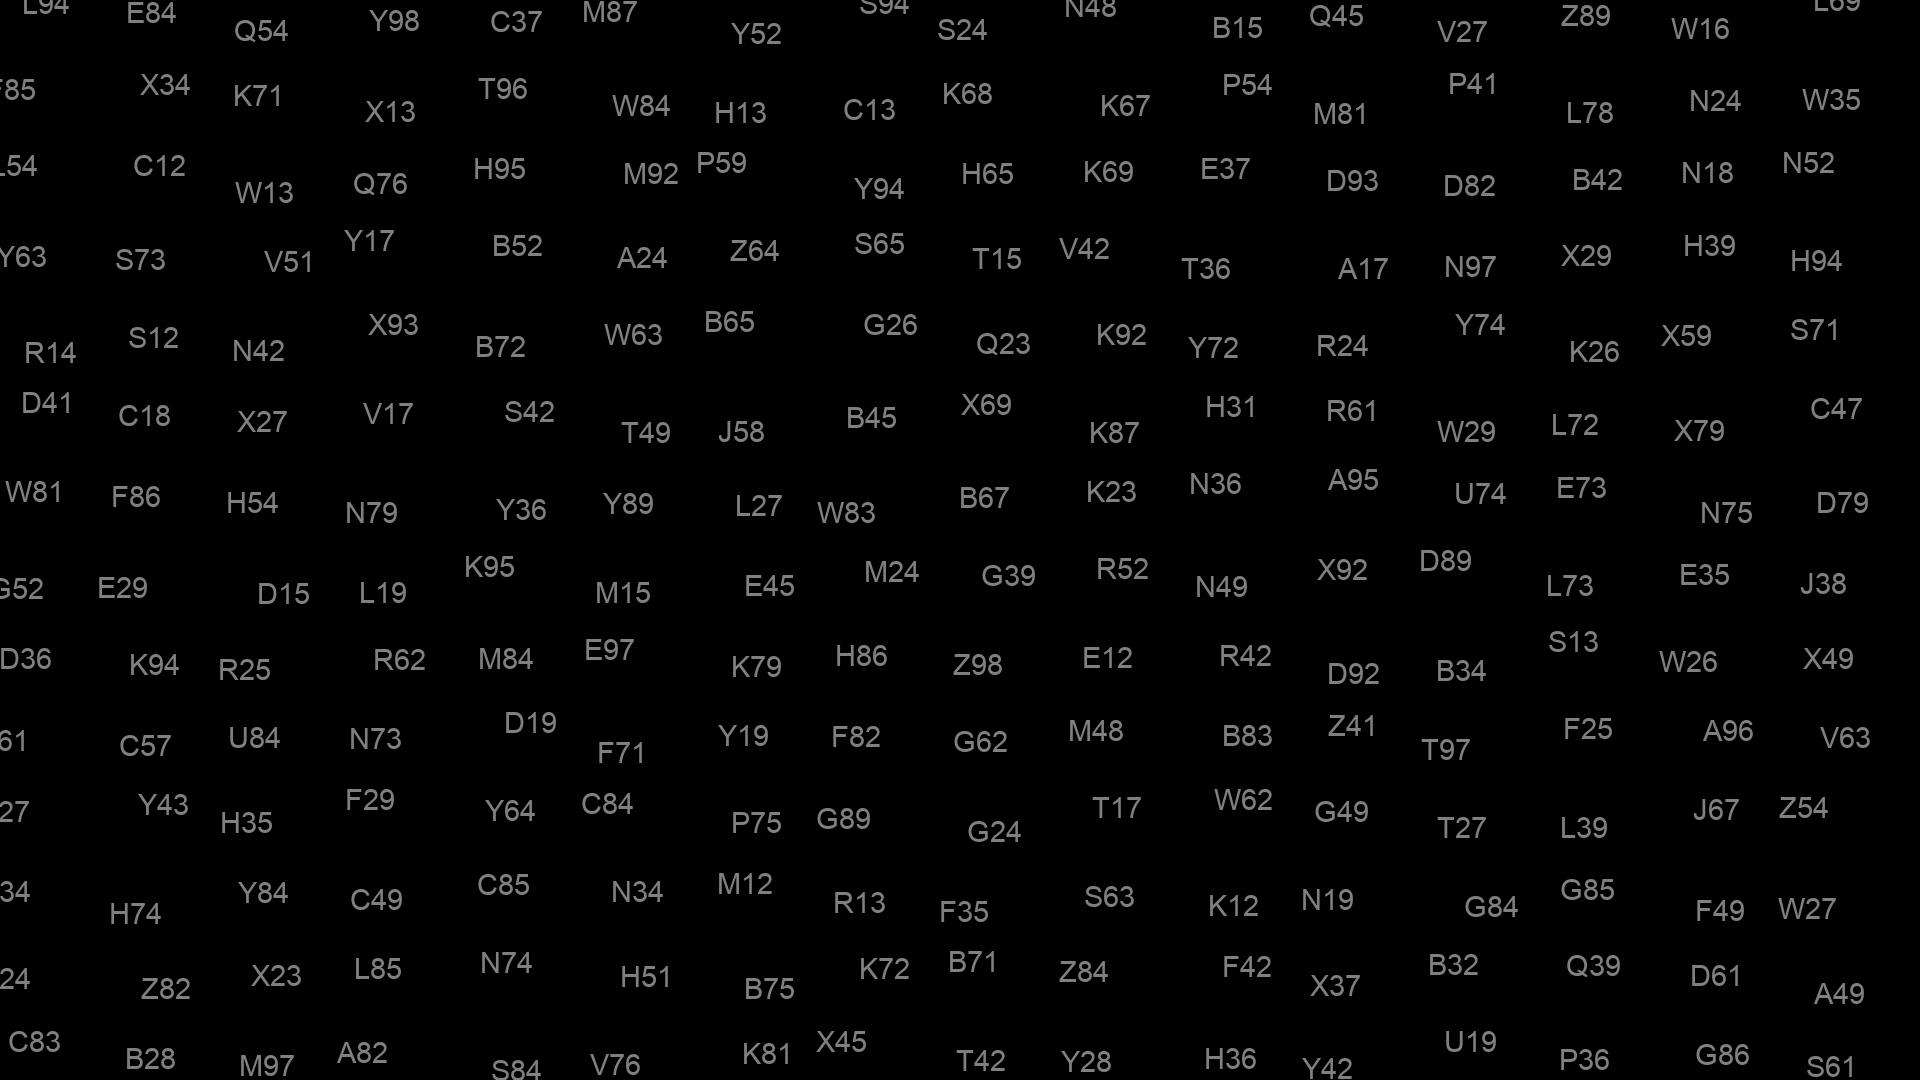 L94 E84 Q54 Y98 C37 M87 Y52 S94 S24 N48 B15 Q45 V27 Z89 W16 L69
F85 X34 K71 X13 T96 W84 H13 C13 K68 K67 P54 M81 P41 L78 N24 W35
L54 C12 W13 Q76 H95 M92 P59 Y94 H65 K69 E37 D93 D82 B42 N18 N52
Y63 S73 V51 Y17 B52 A24 Z64 S65 T15 V42 T36 A17 N97 X29 H39 H94
R14 S12 N42 X93 B72 W63 B65 G26 Q23 K92 Y72 R24 Y74 K26 X59 S71
D41 C18 X27 V17 S42 T49 J58 B45 X69 K87 H31 R61 W29 L72 X79 C47
W81 F86 H54 N79 Y36 Y89 L27 W83 B67 K23 N36 A95 U74 E73 N75 D79
G52 E29 D15 L19 K95 M15 E45 M24 G39 R52 N49 X92 D89 L73 E35 J38
D36 K94 R25 R62 M84 E97 K79 H86 Z98 E12 R42 D92 B34 S13 W26 X49
61 C57 U84 N73 D19 F71 Y19 F82 G62 M48 B83 Z41 T97 F25 A96 V63
27 Y43 H35 F29 Y64 C84 P75 G89 G24 T17 W62 G49 T27 L39 J67 Z54
34 H74 Y84 C49 C85 N34 M12 R13 F35 S63 K12 N19 G84 G85 F49 W27
24 Z82 X23 L85 N74 H51 B75 K72 B71 Z84 F42 X37 B32 Q39 D61 A49
C83 B28 M97 A82 S84 V76 K81 X45 T42 Y28 H36 Y42 U19 P36 G86 S61